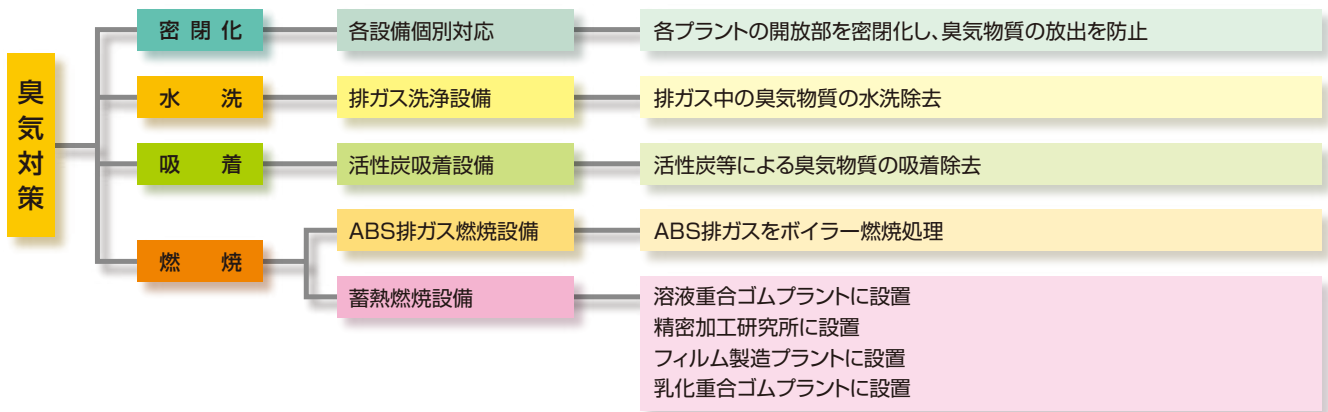 臭気対策
密閉化
各設備個別対応
各プラントの開放部を密閉化し、臭気物質の放出を防止
水洗
排ガス洗浄設備
排ガス中の臭気物質の水洗除去
吸着
活性炭吸着設備
活性炭等による臭気物質の吸着除去
燃焼
ABS排ガス燃焼設備
ABS排ガスをボイラー燃焼処理
蓄熱燃焼設備
溶液重合ゴムプラントに設置
精密加工研究所に設置
フィルム製造プラントに設置
乳化重合ゴムプラントに設置